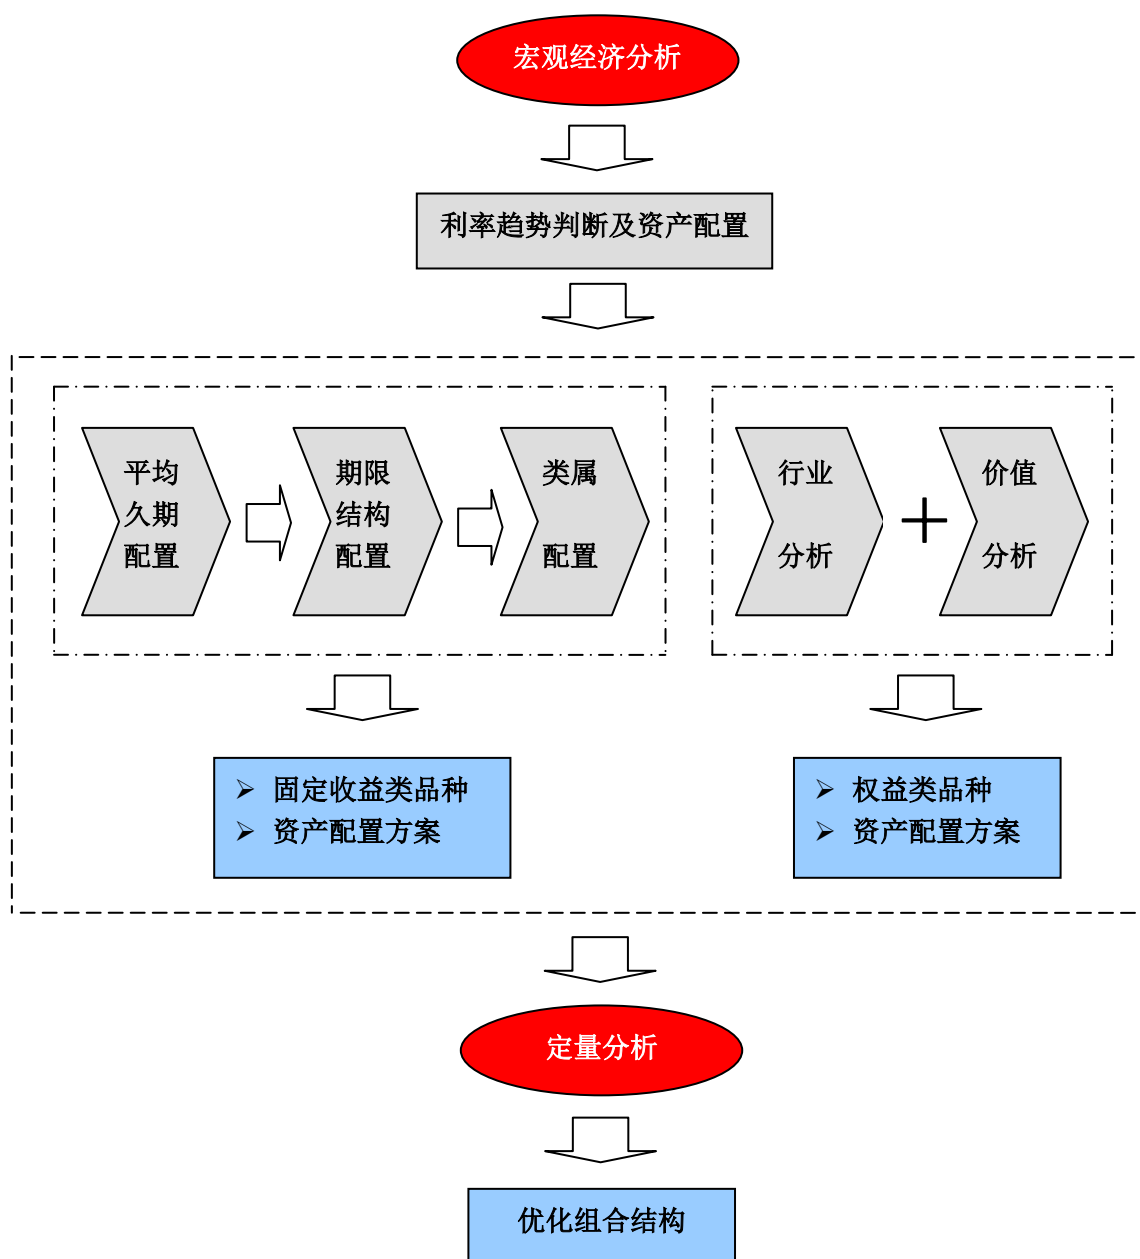 宏观经济分析
利率趋势判断及资产配置
平均
久期
配置
期限
结构
配置
类属
配置
行业
分析
价值
分析
➢ 固定收益类品种
➢ 资产配置方案
➢ 权益类品种
➢ 资产配置方案
定量分析
优化组合结构